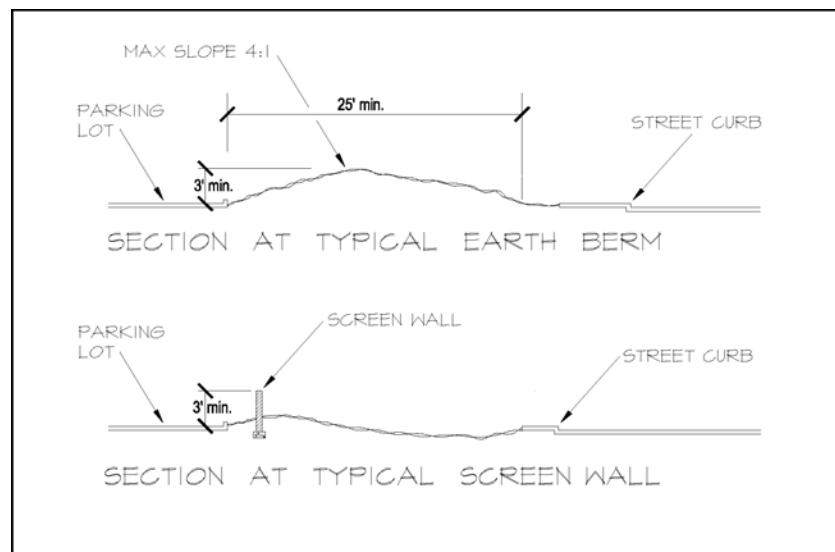 MAX SLOPE 4:1
25' min.
PARKING
LOT
STREET CURB
3' min.
SECTION AT TYPICAL EARTH BERM
SCREEN WALL
PARKING
LOT
STREET CURB
3' min.
SECTION AT TYPICAL SCREEN WALL